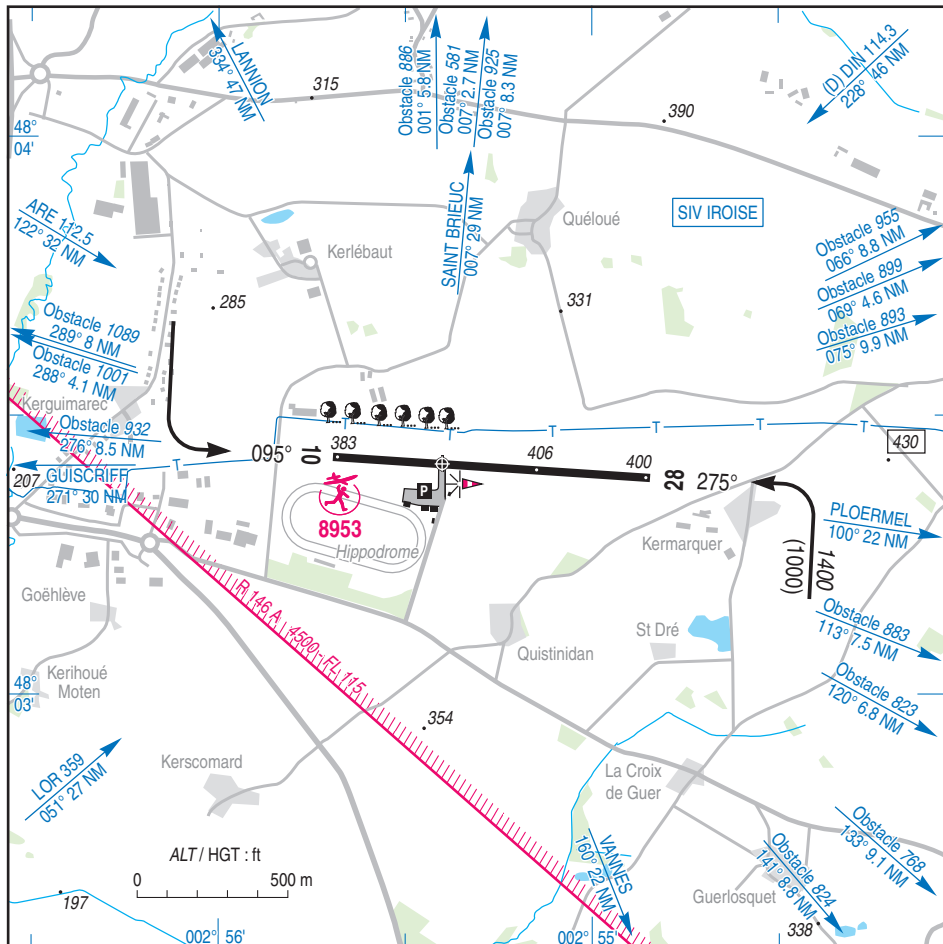 LANNION
334° 47 NM
315
Obstacle 886
001° 5.8 NM
Obstacle 581
007° 2.7 NM
Obstacle 925
007° 8.3 NM
390
(D) DIN 114.3
228° 46 NM
48°
04'
ARE 112.5
122° 32 NM
Kerlébaut
SAINT BRIEUC
007° 29 NM
Quéloué
SIV IROISE
Obstacle 955
066° 8.8 NM
Obstacle 899
069° 4.6 NM
Obstacle 893
075° 9.9 NM
285
331
Obstacle 1089
289° 8 NM
Obstacle 1001
288° 4.1 NM
Kerguimarec
Obstacle 932
276° 8.5 NM
GUISCRIFF
271° 30 NM
207
T
T
T
T
T
T
T
095°
10
383
406
400
28
275°
430
P
8953
Hippodrome
Kermarquer
PLOERMEL
100° 22 NM
1400
(1000)
Goëhlève
R 146 A 4500 - FL 115
Quistinidan
St Dré
Obstacle 883
113° 7.5 NM
Kerihoué
Moten
48°
03'
354
Obstacle 823
120° 6.8 NM
Kerscomard
LOR 359
051° 27 NM
La Croix
de Guer
ALT / HGT : ft
0
500 m
VANNES
160° 22 NM
Obstacle 768
133° 9.1 NM
Obstacle 824
141° 8.8 NM
Guerlosquet
197
338
002° 56'
002° 55'